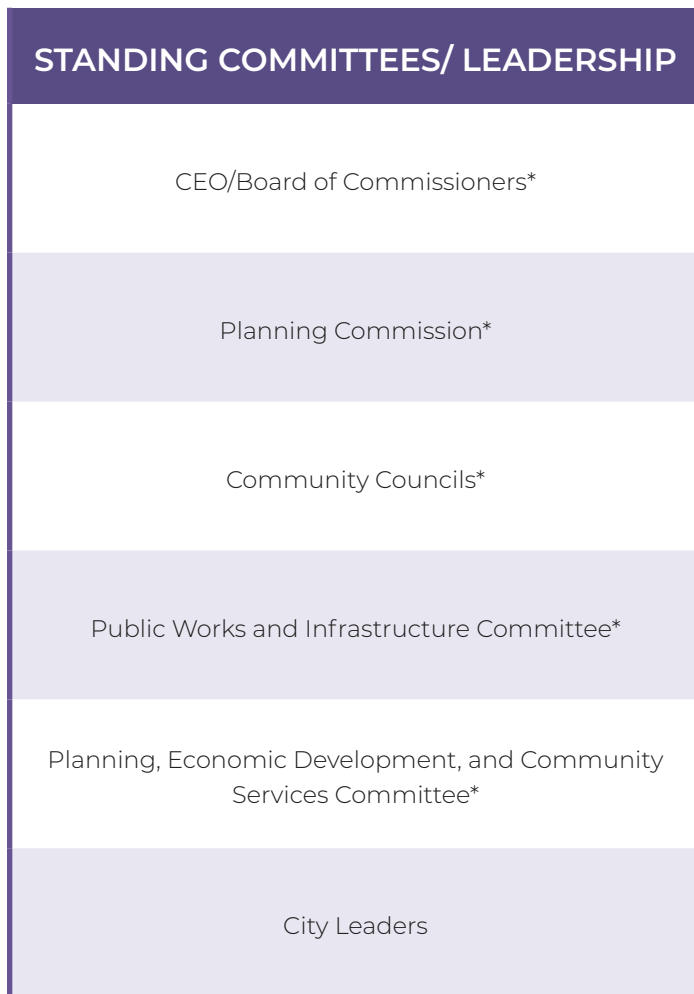 STANDING COMMITTEES/ LEADERSHIP
CEO/Board of Commissioners*
Planning Commission*
Community Councils*
Public Works and Infrastructure Committee*
Planning, Economic Development, and Community
Services Committee*
City Leaders